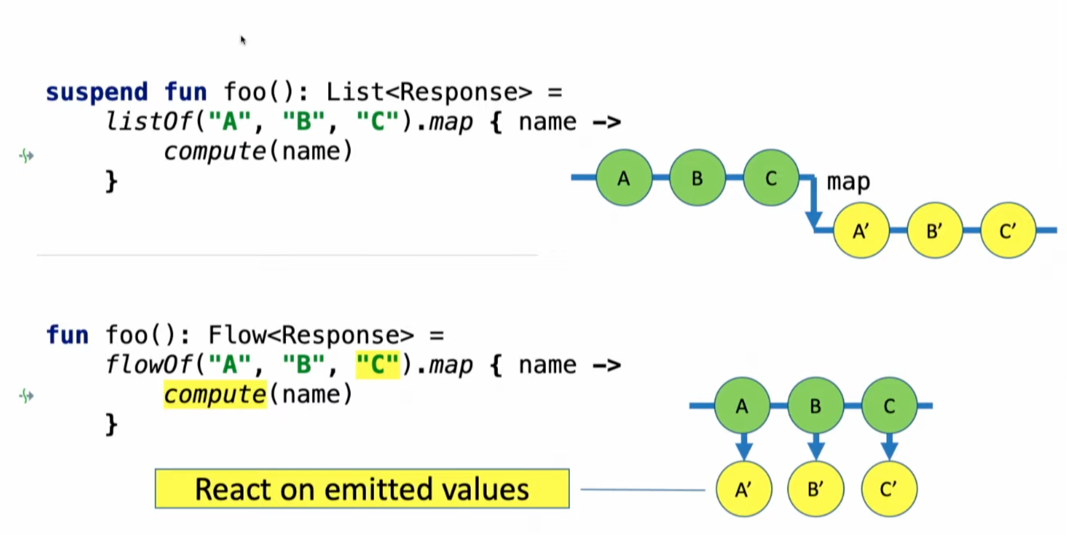 suspend fun foo(): List<Response> =
    listOf("A", "B", "C").map { name ->
        compute(name)
    }
A B C map
A′ B′ C′
fun foo(): Flow<Response> =
    flowOf("A", "B", "C").map { name ->
        compute(name)
    }
A B C
React on emitted values
A′ B′ C′